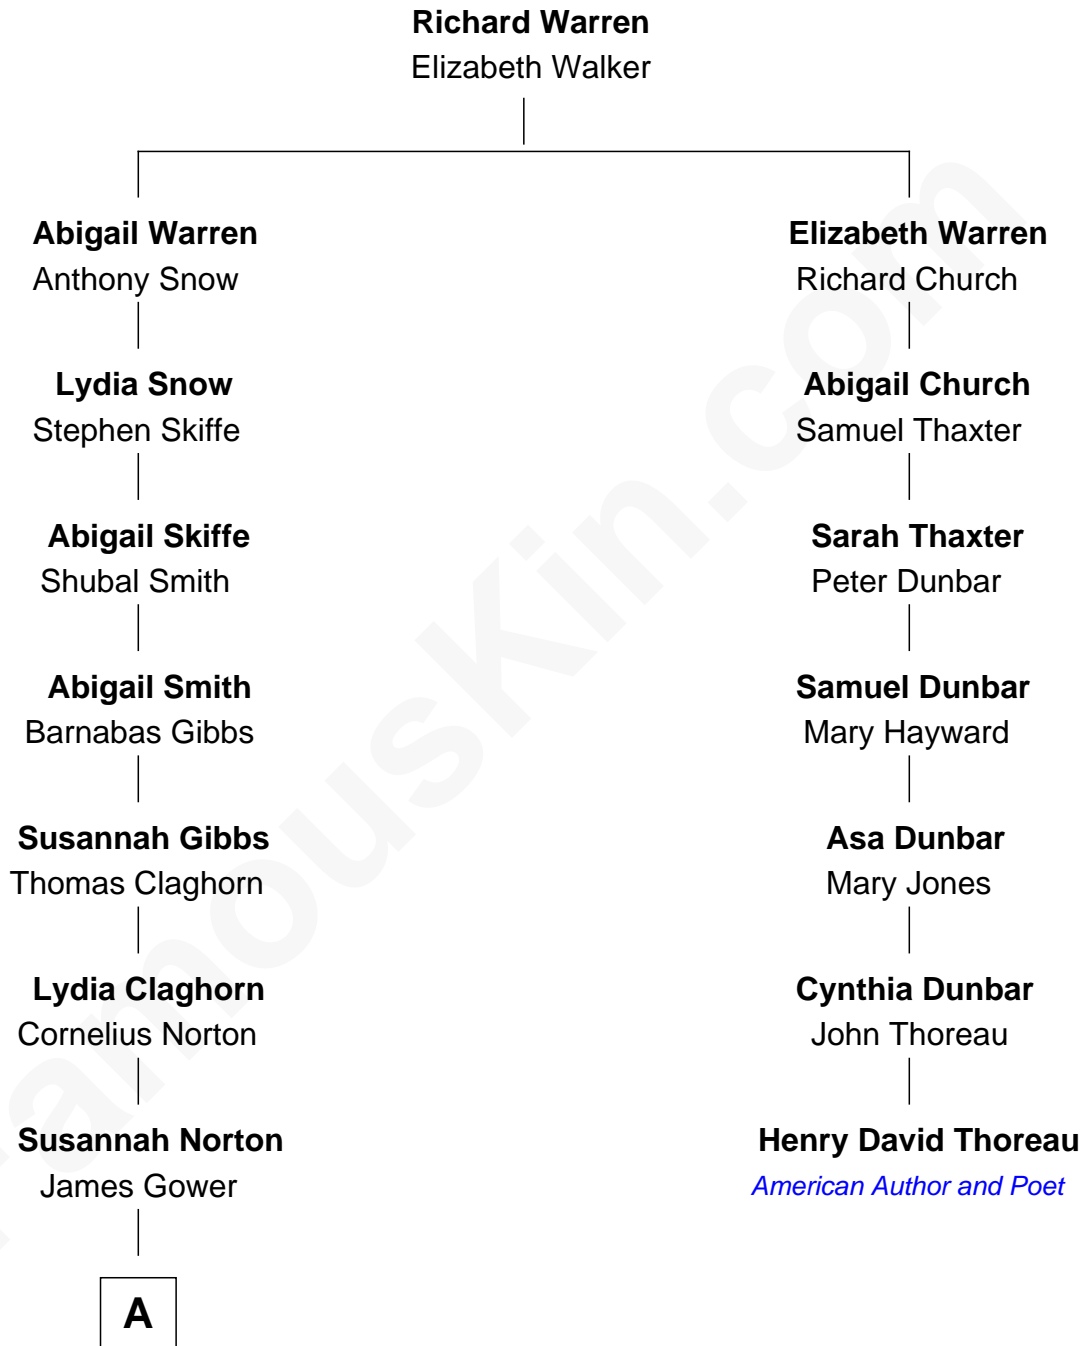 Richard Warren
Elizabeth Walker
Abigail Warren
Anthony Snow
Elizabeth Warren
Richard Church
Lydia Snow
Stephen Skiffe
Abigail Church
Samuel Thaxter
Abigail Skiffe
Shubal Smith
Sarah Thaxter
Peter Dunbar
Abigail Smith
Barnabas Gibbs
Samuel Dunbar
Mary Hayward
Susannah Gibbs
Thomas Claghorn
Asa Dunbar
Mary Jones
Lydia Claghorn
Cornelius Norton
Cynthia Dunbar
John Thoreau
Susannah Norton
James Gower
Henry David Thoreau
American Author and Poet
A
FamousKin.com